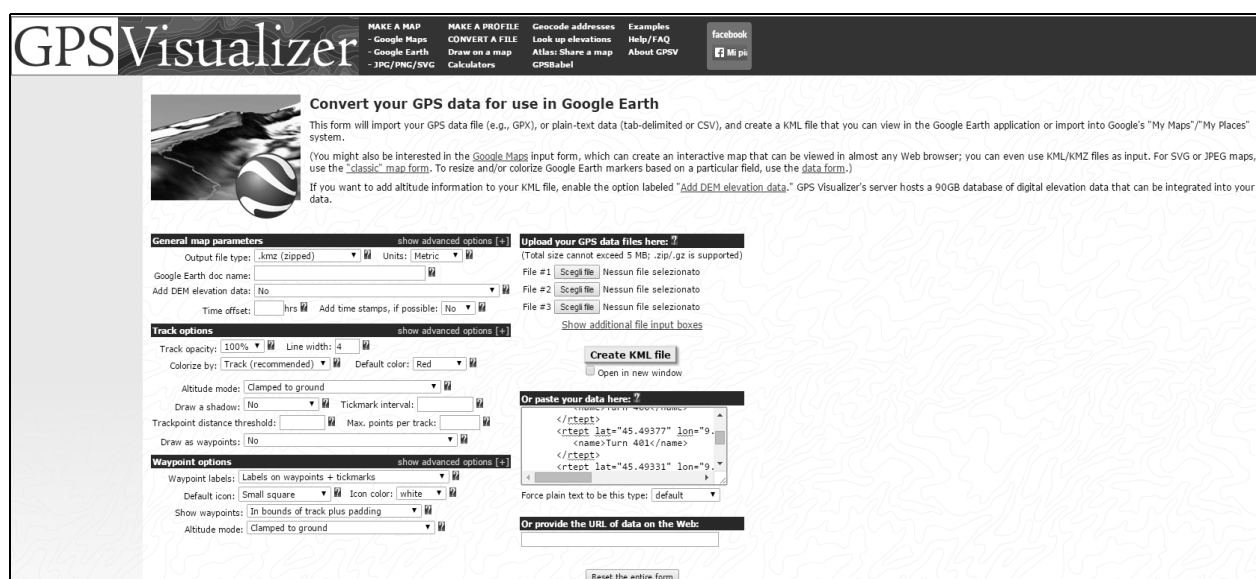 GPSVisualizer
MAKE A MAP
- Google Maps
- Google Earth
- JPG/PNG/SVG
MAKE A PROFILE
CONVERT A FILE
Draw on a map
Calculators
Geocode addresses
Look up elevations
Atlas: Share a map
GPSBabel
Examples
Help/FAQ
About GPSV
facebook
Mi pi
Convert your GPS data for use in Google Earth
This form will import your GPS data file (e.g., GPX), or plain-text data (tab-delimited or CSV), and create a KML file that you can view in the Google Earth application or import into Google's "My Maps"/"My Places"
system.
(You might also be interested in the Google Maps input form, which can create an interactive map that can be viewed in almost any Web browser; you can even use KML/KMZ files as input. For SVG or JPEG maps,
use the "classic" map form. To resize and/or colorize Google Earth markers based on a particular field, use the data form.)
If you want to add altitude information to your KML file, enable the option labeled "Add DEM elevation data." GPS Visualizer's server hosts a 90GB database of digital elevation data that can be integrated into your
data.
General map parameters show advanced options [+]
Output file type: .kmz (zipped) ? Units: Metric ?
Google Earth doc name: ?
Add DEM elevation data: No ?
Time offset: hrs ? Add time stamps, if possible: No ?
Track options show advanced options [+]
Track opacity: 100% ? Line width: 4 ?
Colorize by: Track (recommended) ? Default color: Red ?
Altitude mode: Clamped to ground ?
Draw a shadow: No ? Tickmark interval: ?
Trackpoint distance threshold: ? Max. points per track: ?
Draw as waypoints: No ?
Waypoint options show advanced options [+]
Waypoint labels: Labels on waypoints + tickmarks ?
Default icon: Small square ? Icon color: white ?
Show waypoints: In bounds of track plus padding ?
Altitude mode: Clamped to ground ?
Upload your GPS data files here: ?
(Total size cannot exceed 5 MB; .zip/.gz is supported)
File #1 Scegli file Nessun file selezionato
File #2 Scegli file Nessun file selezionato
File #3 Scegli file Nessun file selezionato
Show additional file input boxes
Create KML file
Open in new window
Or paste your data here: ?
<name>Turn 400</name>
</rtept>
<rtept lat="45.49377" lon="9.
<name>Turn 401</name>
</rtept>
<rtept lat="45.49331" lon="9.
Force plain text to be this type: default
Or provide the URL of data on the Web:
Reset the entire form